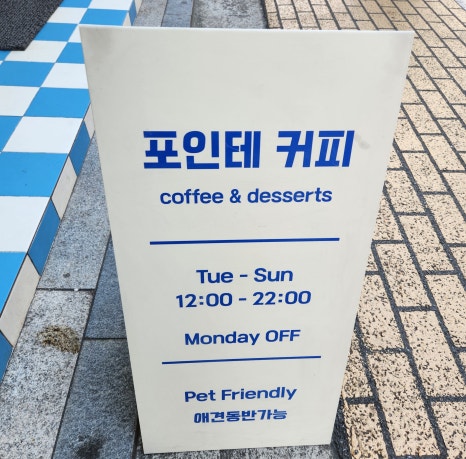 포인테 커피
coffee & desserts
Tue - Sun
12:00 - 22:00
Monday OFF
Pet Friendly
애견동반가능